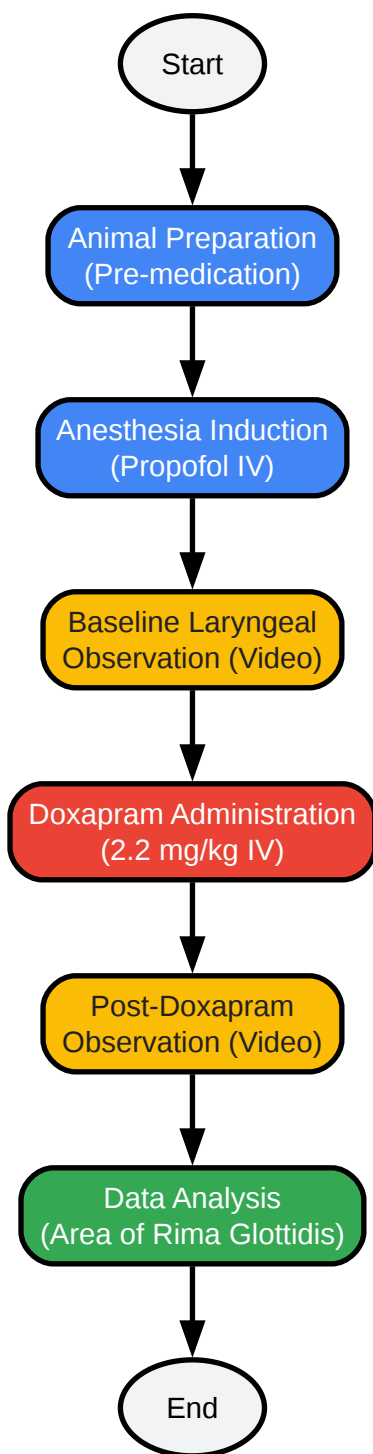 Start
Animal Preparation
(Pre-medication)
Anesthesia Induction
(Propofol IV)
Baseline Laryngeal
Observation (Video)
Doxapram Administration
(2.2 mg/kg IV)
Post-Doxapram
Observation (Video)
Data Analysis
(Area of Rima Glottidis)
End